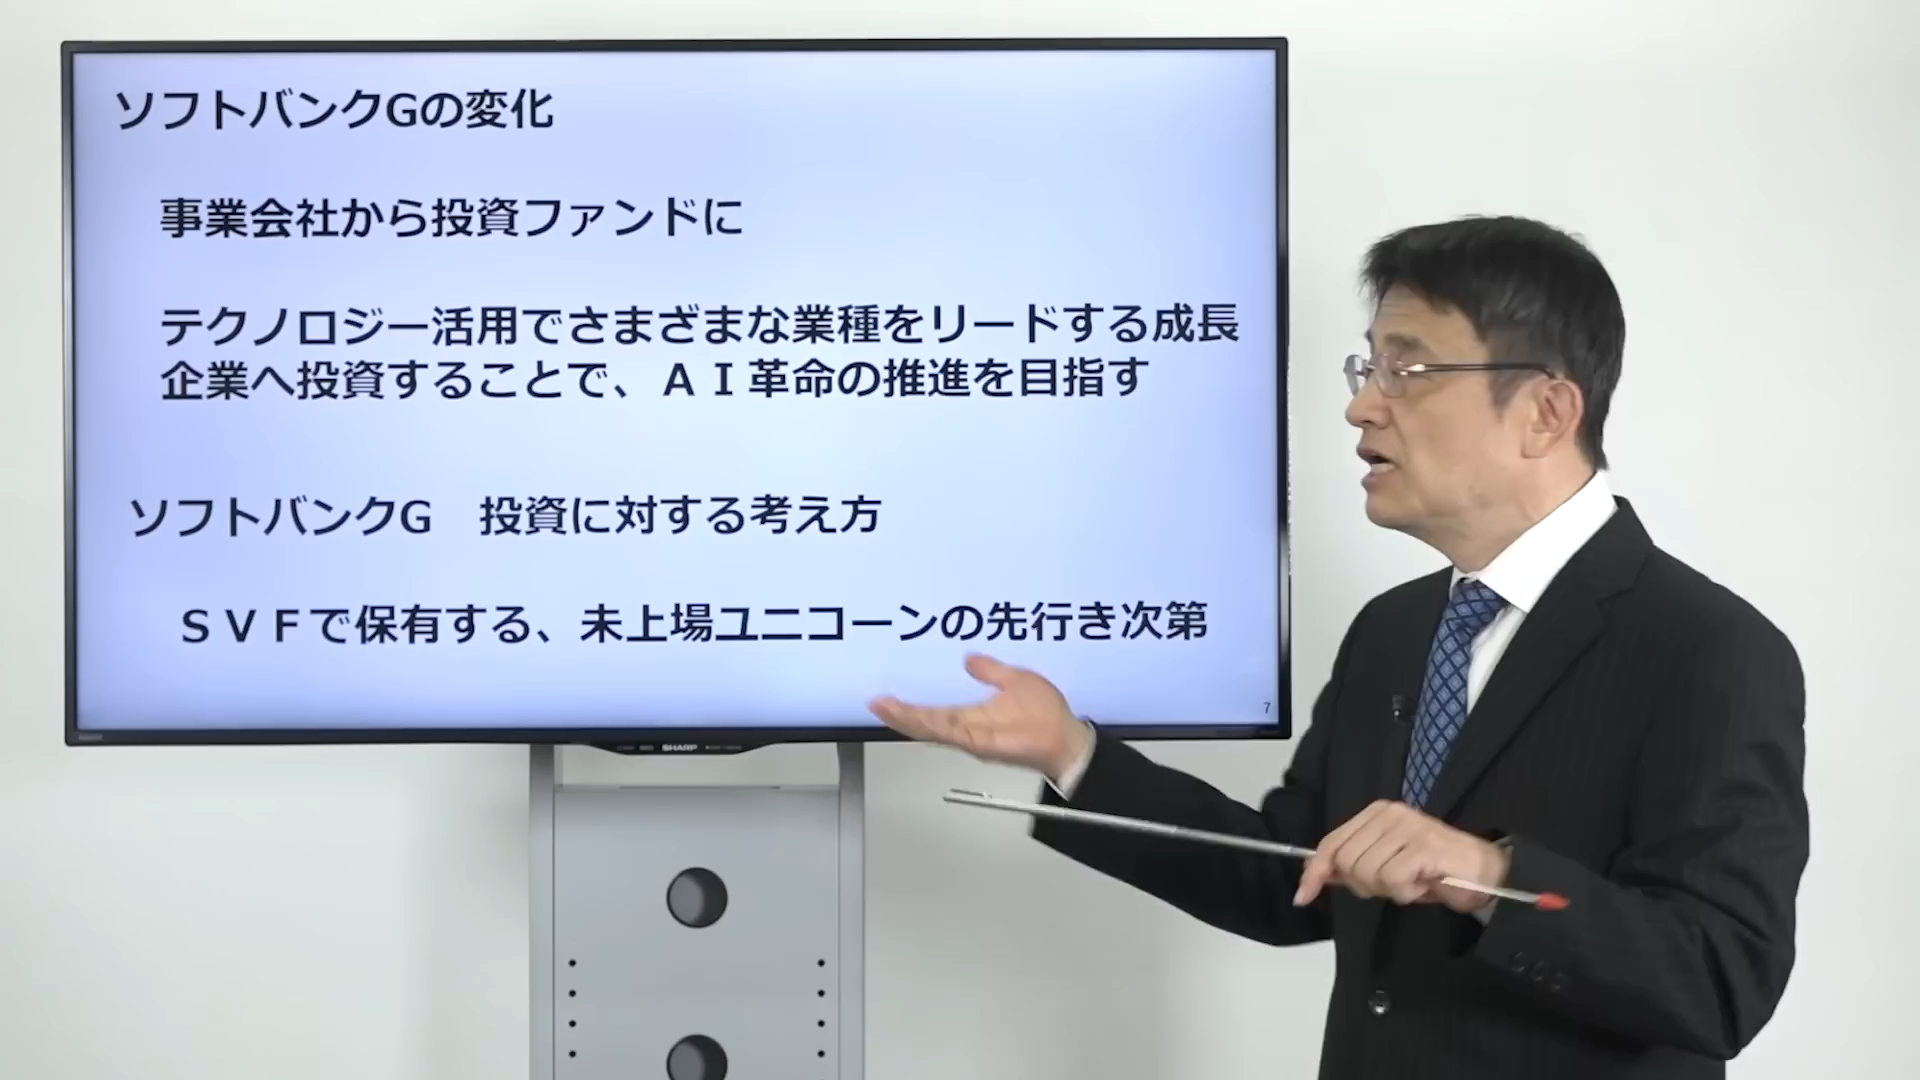 ソフトバンクGの変化
事業会社から投資ファンドに
テクノロジー活用でさまざまな業種をリードする成長
企業へ投資することで、ＡＩ革命の推進を目指す
ソフトバンクG　投資に対する考え方
ＳＶＦで保有する、未上場ユニコーンの先行き次第
7
SHARP